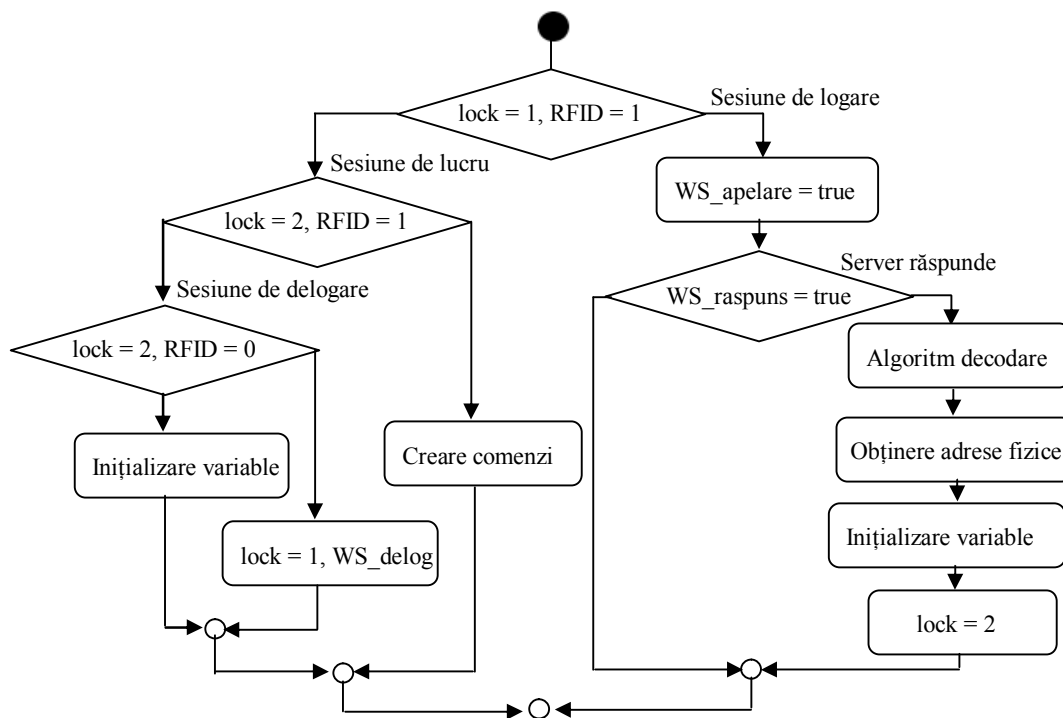 lock = 1, RFID = 1
Sesiune de logare
Sesiune de lucru
WS_apelare = true
lock = 2, RFID = 1
Server răspunde
Sesiune de delogare
WS_raspuns = true
lock = 2, RFID = 0
Algoritm decodare
Inițializare variable
Creare comenzi
Obținere adrese fizice
lock = 1, WS_delog
Inițializare variable
lock = 2